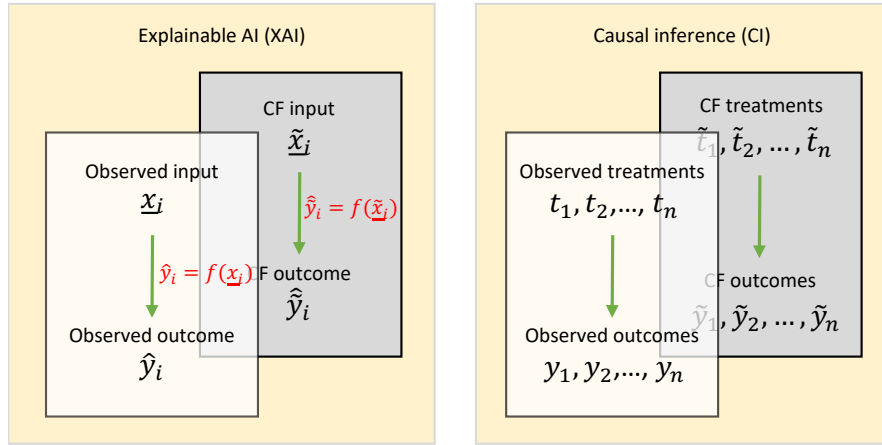 Explainable AI (XAI)
CF input
x̲̃ᵢ
Observed input
x̲ᵢ
ŷ̃ᵢ = f(x̲̃ᵢ)
ŷᵢ = f(x̲ᵢ)
CF outcome
ŷ̃ᵢ
Observed outcome
ŷᵢ
Causal inference (CI)
CF treatments
t̃₁, t̃₂, ..., t̃ₙ
Observed treatments
t₁, t₂,..., tₙ
CF outcomes
ỹ₁, ỹ₂, ..., ỹₙ
Observed outcomes
y₁, y₂,..., yₙ